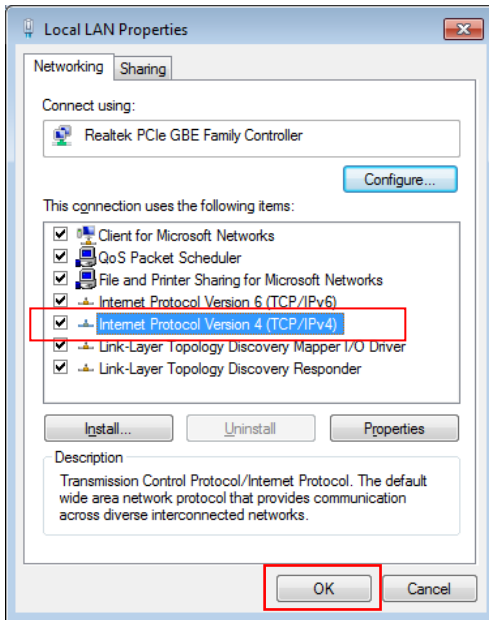 Local LAN Properties
Networking
Sharing
Connect using:
Realtek PCIe GBE Family Controller
Configure...
This connection uses the following items:
Client for Microsoft Networks
QoS Packet Scheduler
File and Printer Sharing for Microsoft Networks
Internet Protocol Version 6 (TCP/IPv6)
Internet Protocol Version 4 (TCP/IPv4)
Link-Layer Topology Discovery Mapper I/O Driver
Link-Layer Topology Discovery Responder
Install...
Uninstall
Properties
Description
Transmission Control Protocol/Internet Protocol. The default
wide area network protocol that provides communication
across diverse interconnected networks.
OK
Cancel